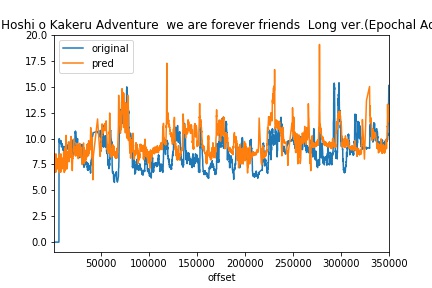 Hoshi o Kakeru Adventure  we are forever friends  Long ver.(Epochal Ad
original
pred
20.0
17.5
15.0
12.5
10.0
7.5
5.0
2.5
0.0
50000 100000 150000 200000 250000 300000 350000
offset